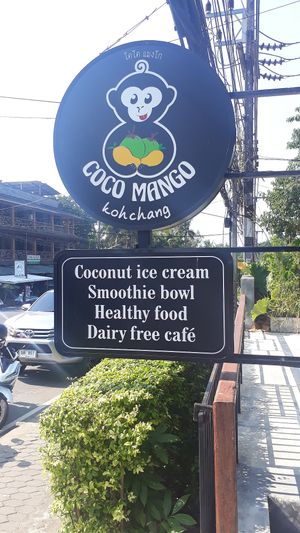 โคโค่ แมงโก้
COCO MANGO
kohchang
Coconut ice cream
Smoothie bowl
Healthy food
Dairy free café